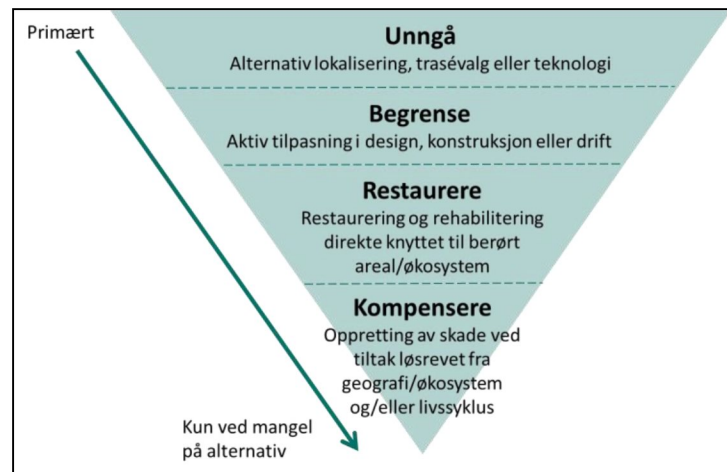 Primært
Unngå
Alternativ lokalisering, trasévalg eller teknologi
Begrense
Aktiv tilpasning i design, konstruksjon eller drift
Restaurere
Restaurering og rehabilitering
direkte knyttet til berørt
areal/økosystem
Kompensere
Oppretting av skade ved
tiltak løsrevet fra
geografi/økosystem
og/eller livssyklus
Kun ved mangel
på alternativ